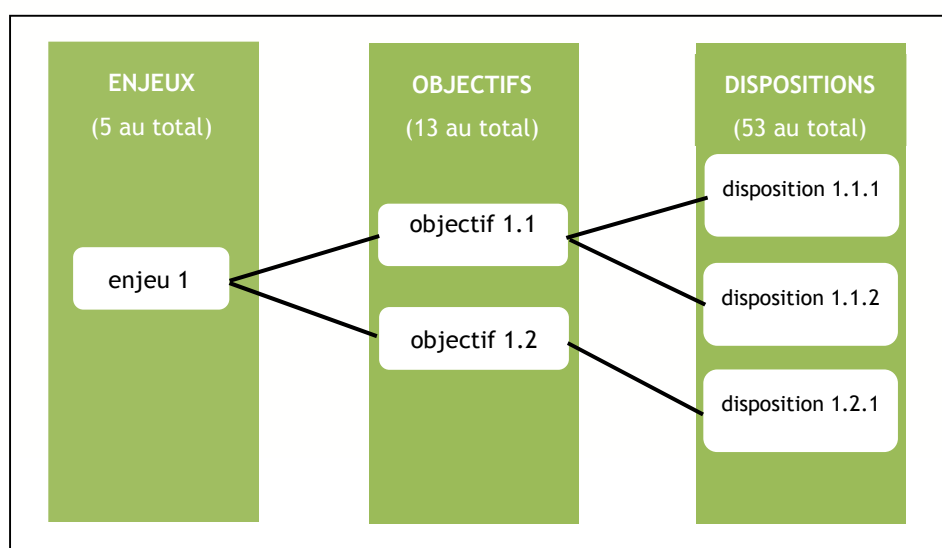 ENJEUX
(5 au total)
enjeu 1
OBJECTIFS
(13 au total)
objectif 1.1
objectif 1.2
DISPOSITIONS
(53 au total)
disposition 1.1.1
disposition 1.1.2
disposition 1.2.1